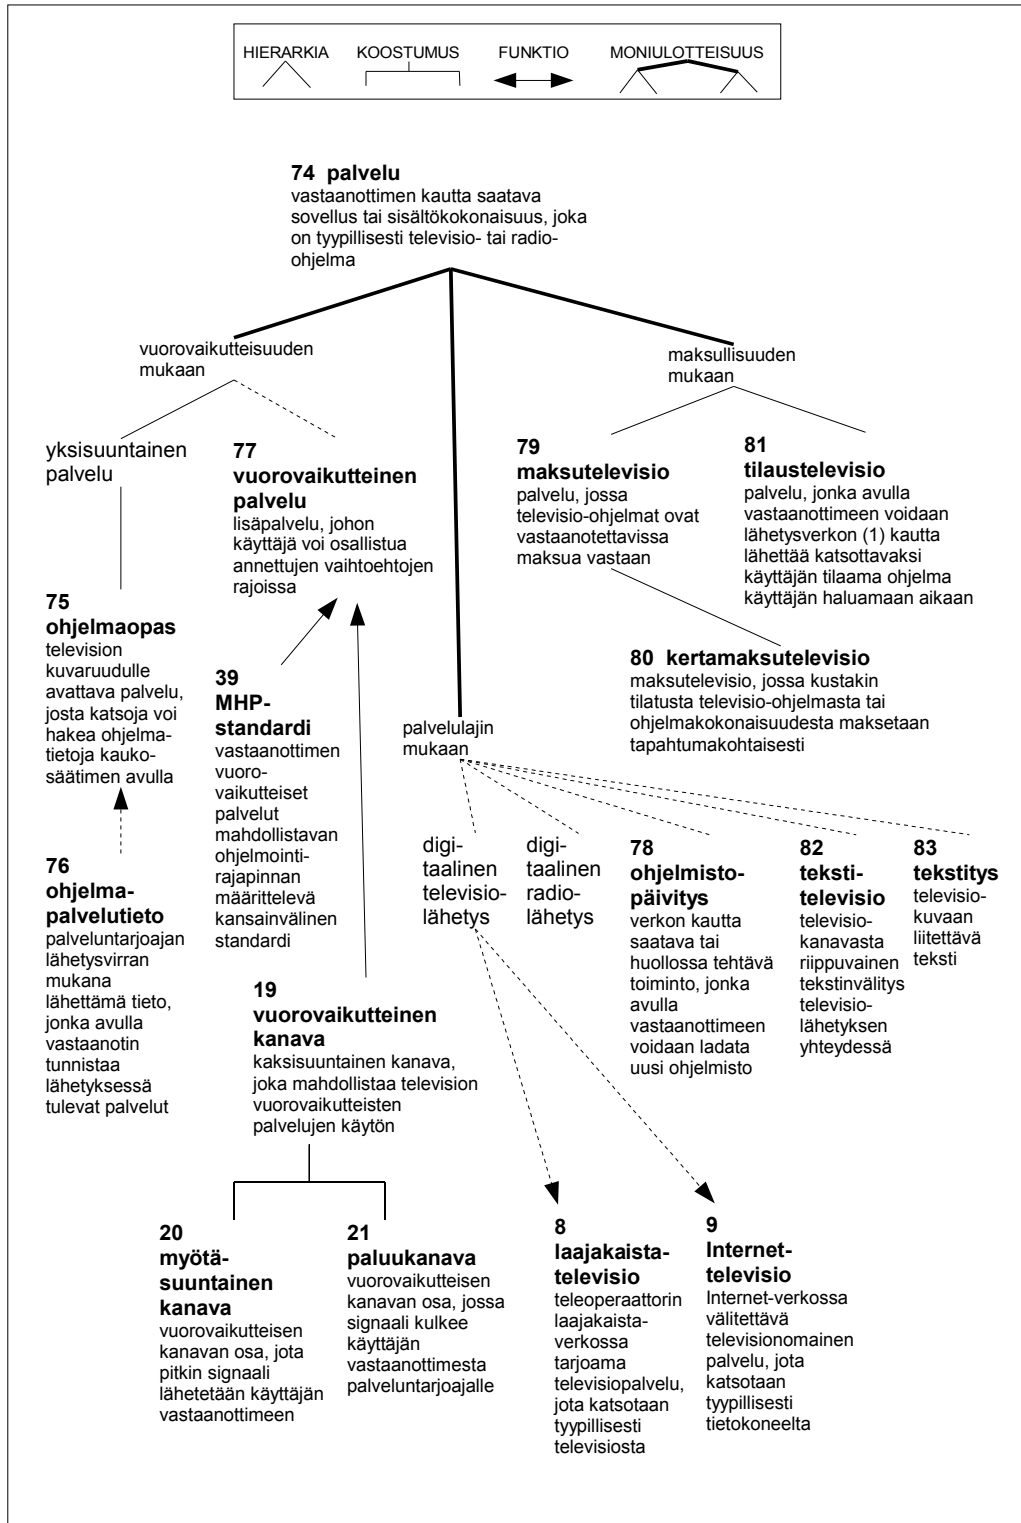 HIERARKIA KOOSTUMUS FUNKTIO MONIULOTTEISUUS
74 palvelu
vastaanottimen kautta saatava
sovellus tai sisältökokonaisuus, joka
on tyypillisesti televisio- tai radio-
ohjelma
vuorovaikutteisuuden
mukaan
maksullisuuden
mukaan
yksisuuntainen
palvelu
77
vuorovaikutteinen
palvelu
lisäpalvelu, johon
käyttäjä voi osallistua
annettujen vaihtoehtojen
rajoissa
79
maksutelevisio
palvelu, jossa
televisio-ohjelmat ovat
vastaanotettavissa
maksua vastaan
81
tilaustelevisio
palvelu, jonka avulla
vastaanottimeen voidaan
lähetysverkon (1) kautta
lähettää katsottavaksi
käyttäjän tilaama ohjelma
käyttäjän haluamaan aikaan
75
ohjelmaopas
television
kuvaruudulle
avattava palvelu,
josta katsoja voi
hakea ohjelma-
tietoja kauko-
säätimen avulla
39
MHP-
standardi
vastaanottimen
vuoro-
vaikutteiset
palvelut
mahdollistavan
ohjelmointi-
rajapinnan
määrittelevä
kansainvälinen
standardi
80 kertamaksutelevisio
maksutelevisio, jossa kustakin
tilatusta televisio-ohjelmasta tai
ohjelmakokonaisuudesta maksetaan
tapahtumakohtaisesti
palvelulajin
mukaan
76
ohjelma-
palvelutieto
palveluntarjoajan
lähetysvirran
mukana
lähettämä tieto,
jonka avulla
vastaanotin
tunnistaa
lähetyksessä
tulevat palvelut
digi-
taalinen
televisio-
lähetys
digi-
taalinen
radio-
lähetys
78
ohjelmisto-
päivitys
verkon kautta
saatava tai
huollossa tehtävä
toiminto, jonka
avulla
vastaanottimeen
voidaan ladata
uusi ohjelmisto
82
teksti-
televisio
televisio-
kanavasta
riippuvainen
tekstinvälitys
televisio-
lähetyksen
yhteydessä
83
tekstitys
televisio-
kuvaan
liitettävä
teksti
19
vuorovaikutteinen
kanava
kaksisuuntainen kanava,
joka mahdollistaa television
vuorovaikutteisten
palvelujen käytön
20
myötä-
suuntainen
kanava
vuorovaikutteisen
kanavan osa, jota
pitkin signaali
lähetetään käyttäjän
vastaanottimeen
21
paluukanava
vuorovaikutteisen
kanavan osa, jossa
signaali kulkee
käyttäjän
vastaanottimesta
palveluntarjoajalle
8
laajakaista-
televisio
teleoperaattorin
laajakaista-
verkossa
tarjoama
televisiopalvelu,
jota katsotaan
tyypillisesti
televisiosta
9
Internet-
televisio
Internet-verkossa
välitettävä
televisionomainen
palvelu, jota
katsotaan
tyypillisesti
tietokoneelta